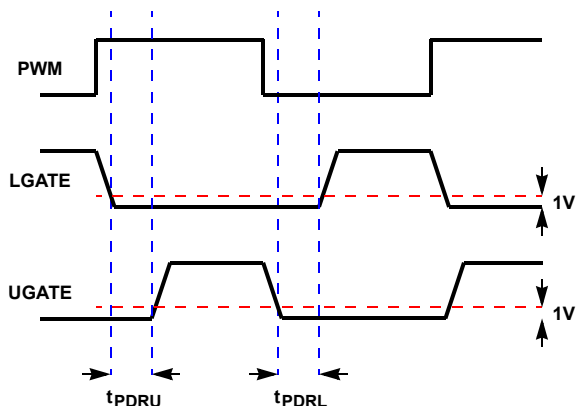 PWM
LGATE
1V
UGATE
1V
tPDRU tPDRL